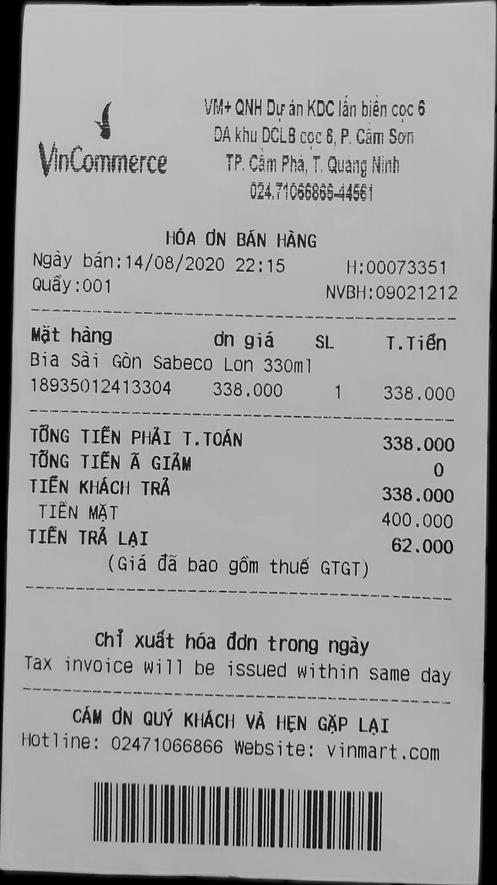 VinCommerce
VM+ QNH Dự án KDC lấn biển cọc 6
DA khu DCLB cọc 6, P. Cẩm Sơn
TP. Cẩm Phả, T. Quảng Ninh
024.71066866-44561
HÓA ƠN BÁN HÀNG
Ngày bán:14/08/2020 22:15 H:00073351
Quầy:001 NVBH:09021212
Mặt hàng ơn giá SL T.Tiền
Bia Sài Gòn Sabeco Lon 330ml
18935012413304 338.000 1 338.000
TỔNG TIỀN PHẢI T.TOÁN 338.000
TỔNG TIỀN Ã GIẢM 0
TIỀN KHÁCH TRẢ 338.000
TIỀN MẶT 400.000
TIỀN TRẢ LẠI 62.000
(Giá đã bao gồm thuế GTGT)
Chỉ xuất hóa đơn trong ngày
Tax invoice will be issued within same day
CÁM ƠN QUÝ KHÁCH VÀ HẸN GẶP LẠI
Hotline: 02471066866 Website: vinmart.com